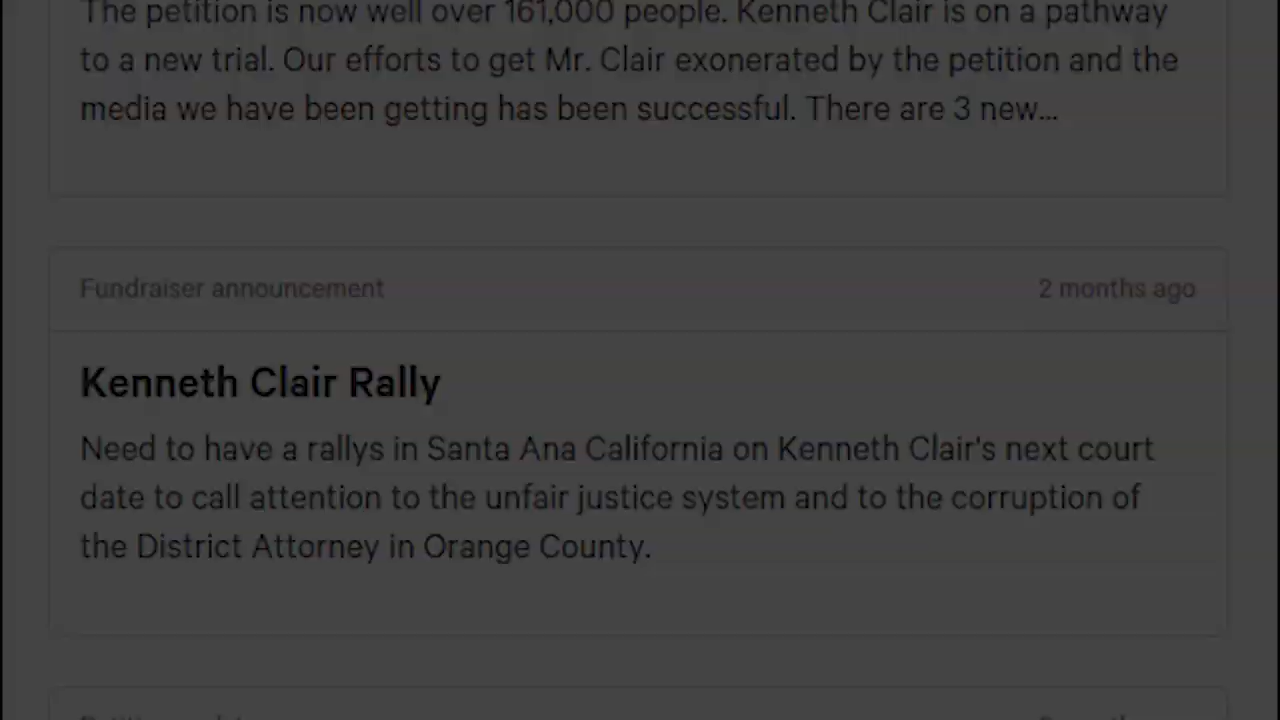 The petition is now well over 161,000 people. Kenneth Clair is on a pathway
to a new trial. Our efforts to get Mr. Clair exonerated by the petition and the
media we have been getting has been successful. There are 3 new...
Fundraiser announcement
2 months ago
Kenneth Clair Rally
Need to have a rallys in Santa Ana California on Kenneth Clair's next court
date to call attention to the unfair justice system and to the corruption of
the District Attorney in Orange County.